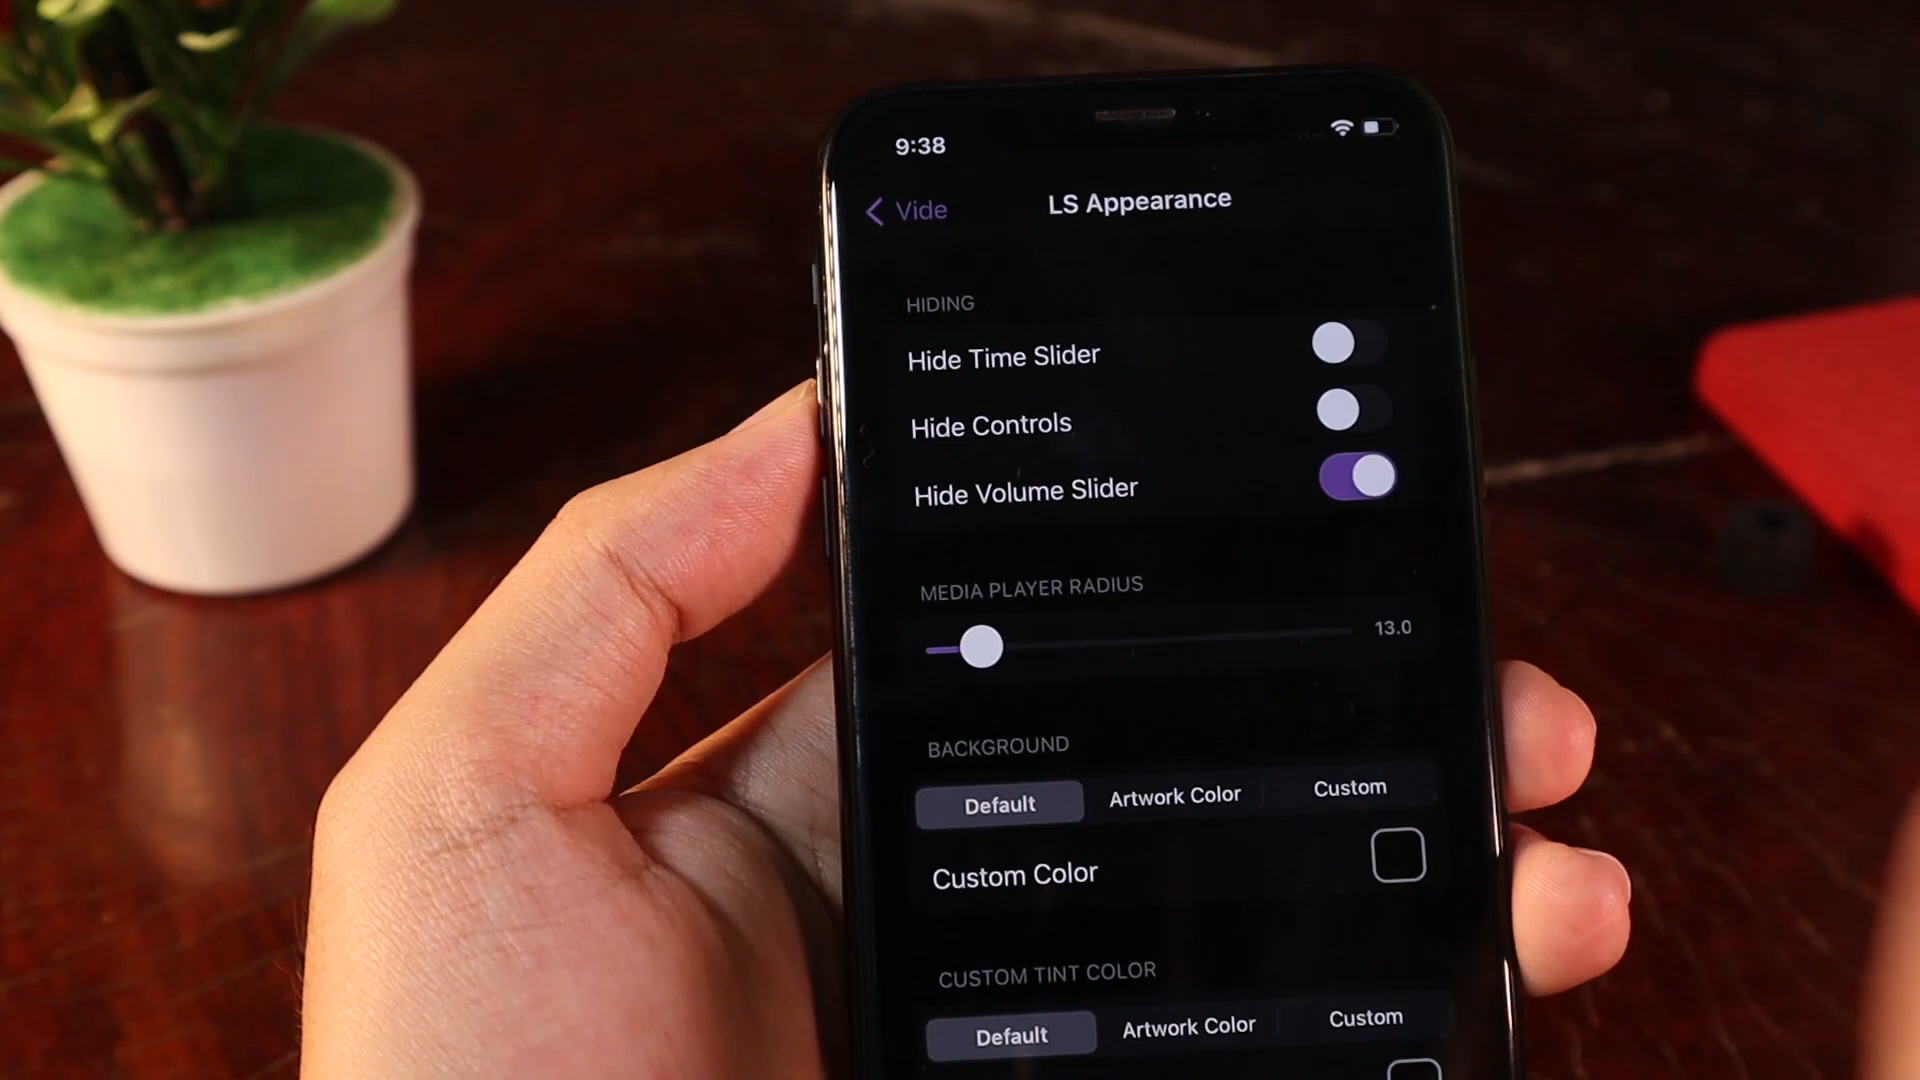 9:38
Vide
LS Appearance
HIDING
Hide Time Slider
Hide Controls
Hide Volume Slider
MEDIA PLAYER RADIUS
13.0
BACKGROUND
Default Artwork Color Custom
Custom Color
CUSTOM TINT COLOR
Default Artwork Color Custom